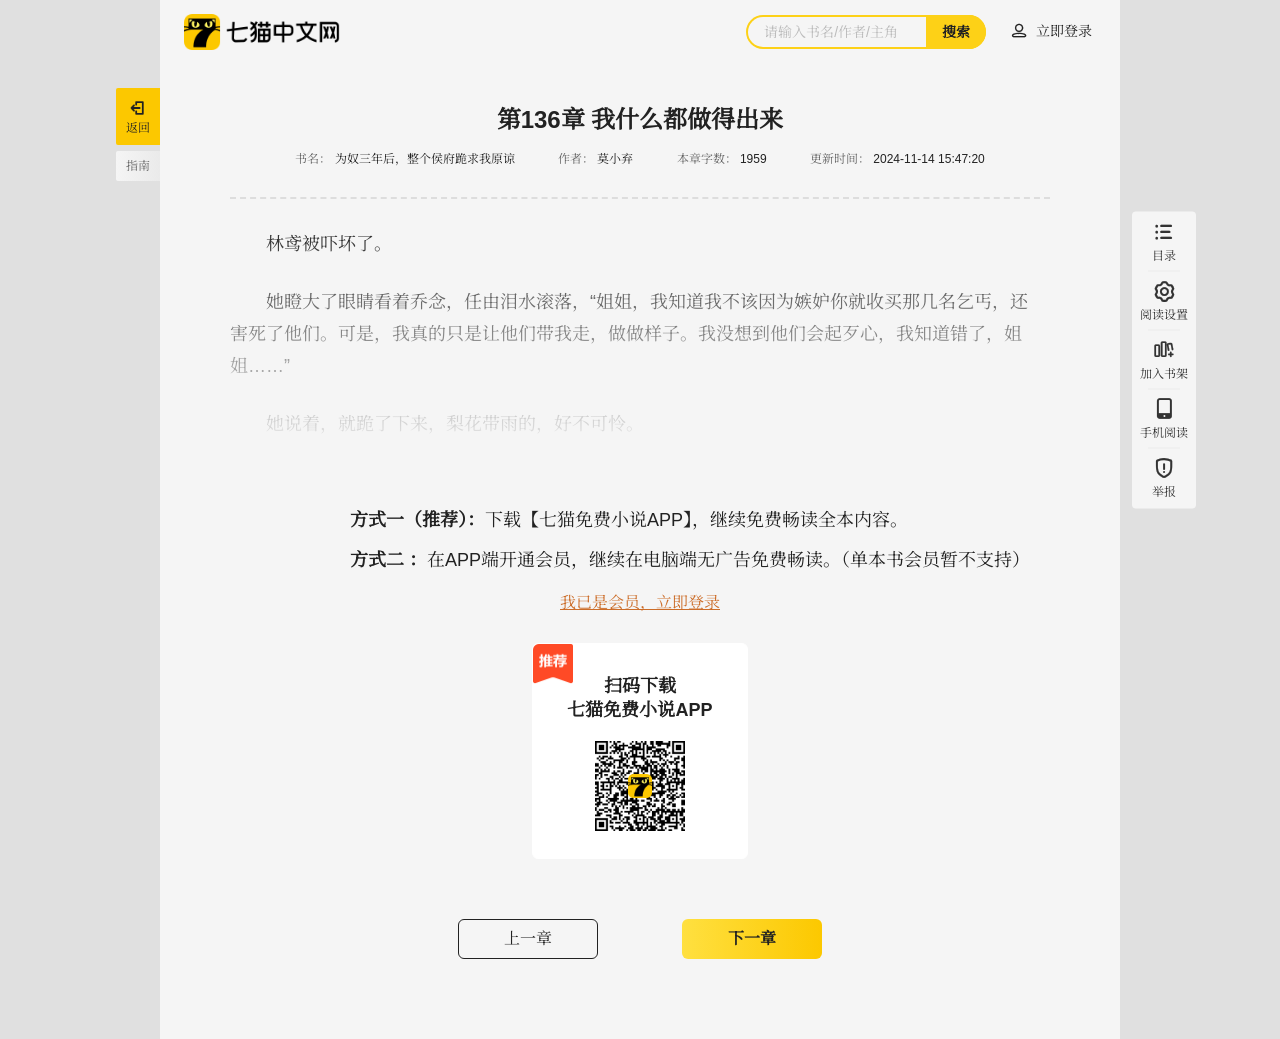 七猫中文网
请输入书名/作者/主角
搜索
立即登录
返回
指南
第136章 我什么都做得出来
书名： 为奴三年后，整个侯府跪求我原谅 作者： 莫小弃 本章字数： 1959 更新时间： 2024-11-14 15:47:20
林鸢被吓坏了。
她瞪大了眼睛看着乔念，任由泪水滚落，“姐姐，我知道我不该因为嫉妒你就收买那几名乞丐，还
害死了他们。可是，我真的只是让他们带我走，做做样子。我没想到他们会起歹心，我知道错了，姐
姐……”
她说着，就跪了下来，梨花带雨的，好不可怜。
目录
阅读设置
加入书架
手机阅读
举报
方式一（推荐）：下载【七猫免费小说APP】，继续免费畅读全本内容。
方式二 ：在APP端开通会员，继续在电脑端无广告免费畅读。（单本书会员暂不支持）
我已是会员，立即登录
推荐
扫码下载
七猫免费小说APP
上一章
下一章